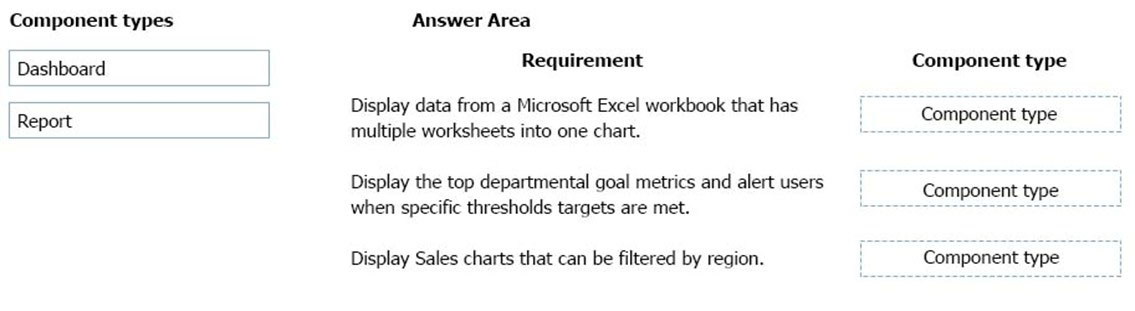 Component types
Answer Area
Requirement
Component type
Dashboard
Report
Display data from a Microsoft Excel workbook that has
multiple worksheets into one chart.
Component type
Display the top departmental goal metrics and alert users
when specific thresholds targets are met.
Component type
Display Sales charts that can be filtered by region.
Component type